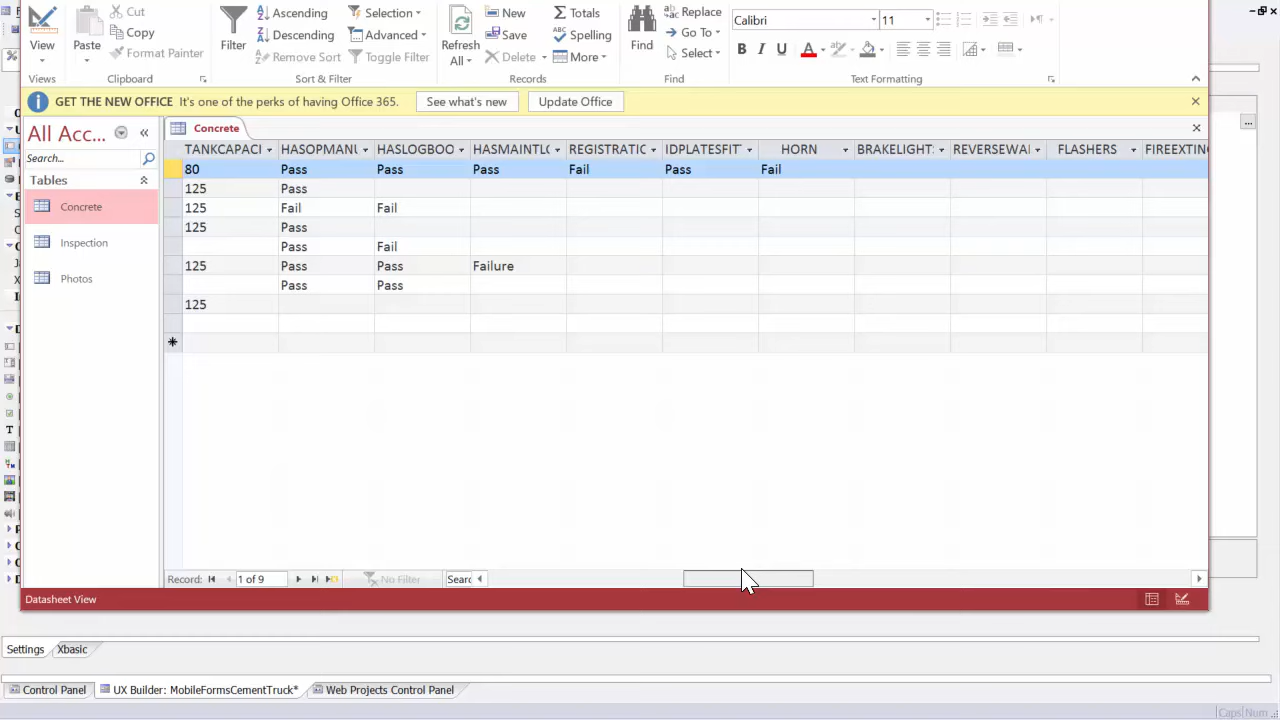 Cut
Copy
Format Painter
View
Paste
Views
Clipboard
Filter
Ascending
Descending
Remove Sort
Selection
Advanced
Toggle Filter
Sort & Filter
Refresh
All
New
Save
Delete
Totals
Spelling
More
Records
Find
Replace
Go To
Select
Find
Calibri 11
B I U A
Text Formatting
GET THE NEW OFFICE It's one of the perks of having Office 365. See what's new Update Office
All Acc...
Search...
Tables
Concrete
Inspection
Photos
Concrete
TANKCAPACI HASOPMANU HASLOGBOO HASMAINTLO REGISTRATIC IDPLATESFIT HORN BRAKELIGHT REVERSEWA FLASHERS FIREEXTING
80 Pass Pass Pass Fail Pass Fail
125 Pass
125 Fail Fail
125 Pass
Pass Fail
125 Pass Pass Failure
Pass Pass
125
Record: 1 of 9 No Filter Searc
Datasheet View
Settings Xbasic
Control Panel UX Builder: MobileFormsCementTruck* Web Projects Control Panel
Caps Num